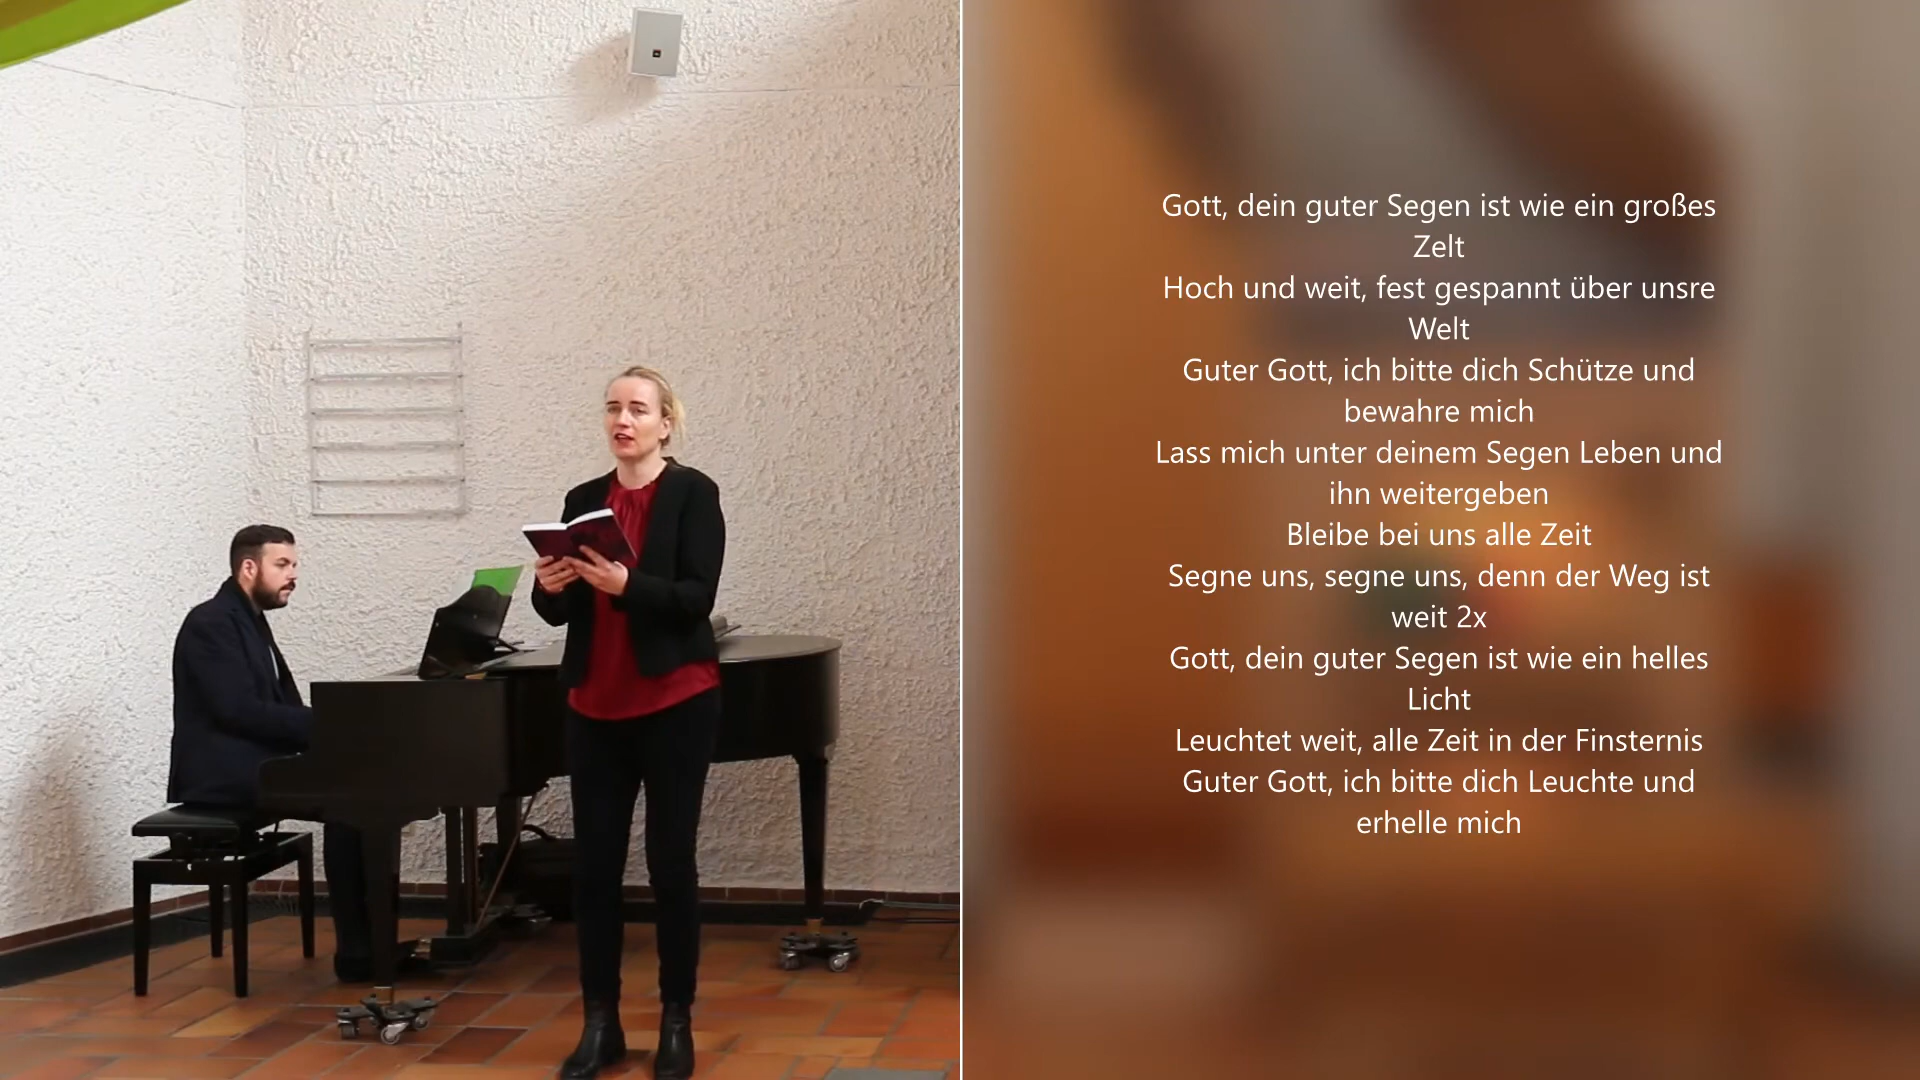 Gott, dein guter Segen ist wie ein großes
Zelt
Hoch und weit, fest gespannt über unsre
Welt
Guter Gott, ich bitte dich Schütze und
bewahre mich
Lass mich unter deinem Segen Leben und
ihn weitergeben
Bleibe bei uns alle Zeit
Segne uns, segne uns, denn der Weg ist
weit 2x
Gott, dein guter Segen ist wie ein helles
Licht
Leuchtet weit, alle Zeit in der Finsternis
Guter Gott, ich bitte dich Leuchte und
erhelle mich